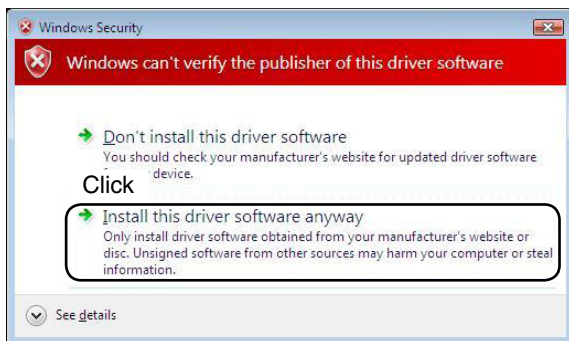 Windows Security
Windows can't verify the publisher of this driver software
Don't install this driver software
You should check your manufacturer's website for updated driver software
device.
Click
Install this driver software anyway
Only install driver software obtained from your manufacturer's website or
disc. Unsigned software from other sources may harm your computer or steal
information.
See details